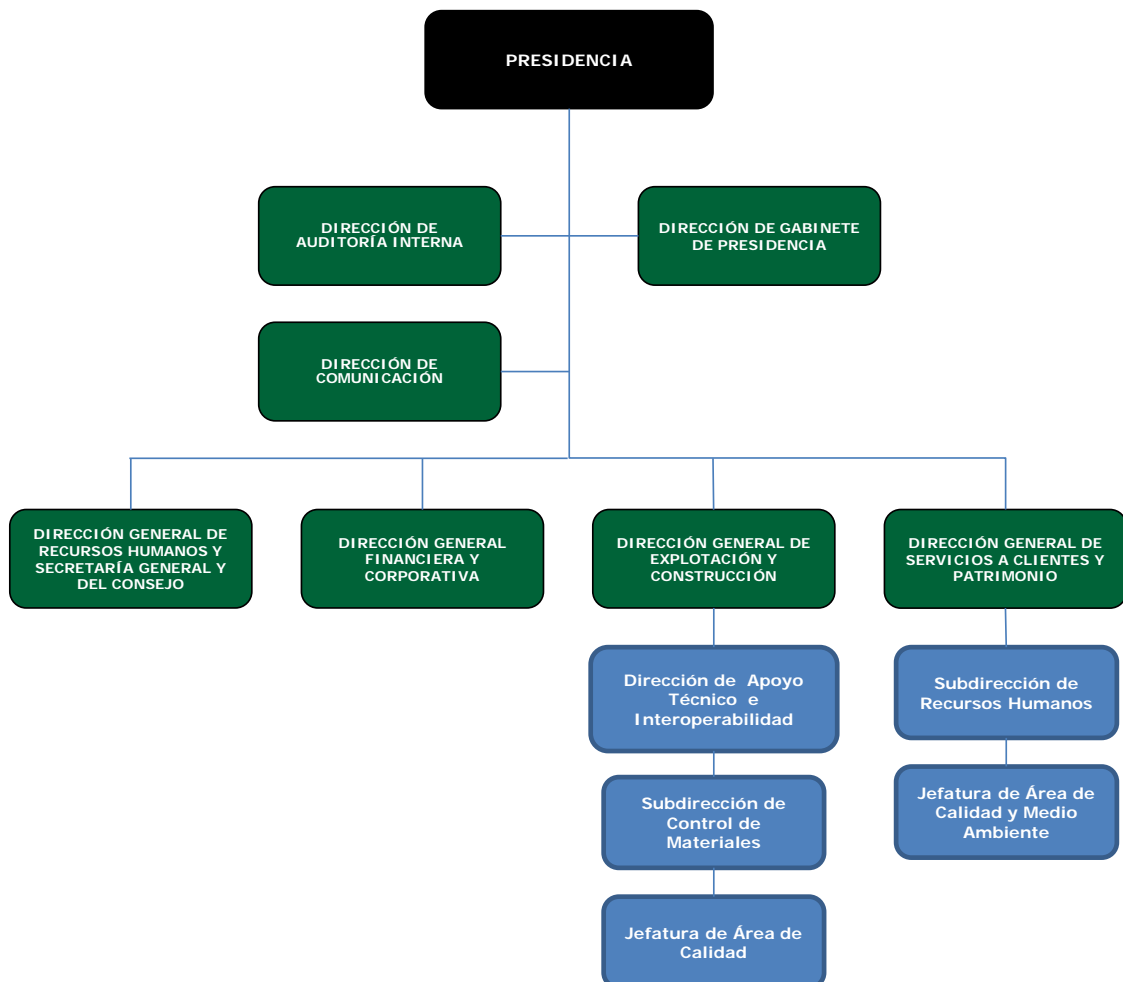 PRESIDENCIA
DIRECCIÓN DE
AUDITORÍA INTERNA
DIRECCIÓN DE GABINETE
DE PRESIDENCIA
DIRECCIÓN DE
COMUNICACIÓN
DIRECCIÓN GENERAL DE
RECURSOS HUMANOS Y
SECRETARÍA GENERAL Y
DEL CONSEJO
DIRECCIÓN GENERAL
FINANCIERA Y
CORPORATIVA
DIRECCIÓN GENERAL DE
EXPLOTACIÓN Y
CONSTRUCCIÓN
DIRECCIÓN GENERAL DE
SERVICIOS A CLIENTES Y
PATRIMONIO
Dirección de Apoyo
Técnico e
Interoperabilidad
Subdirección de
Recursos Humanos
Subdirección de
Control de
Materiales
Jefatura de Área de
Calidad y Medio
Ambiente
Jefatura de Área de
Calidad